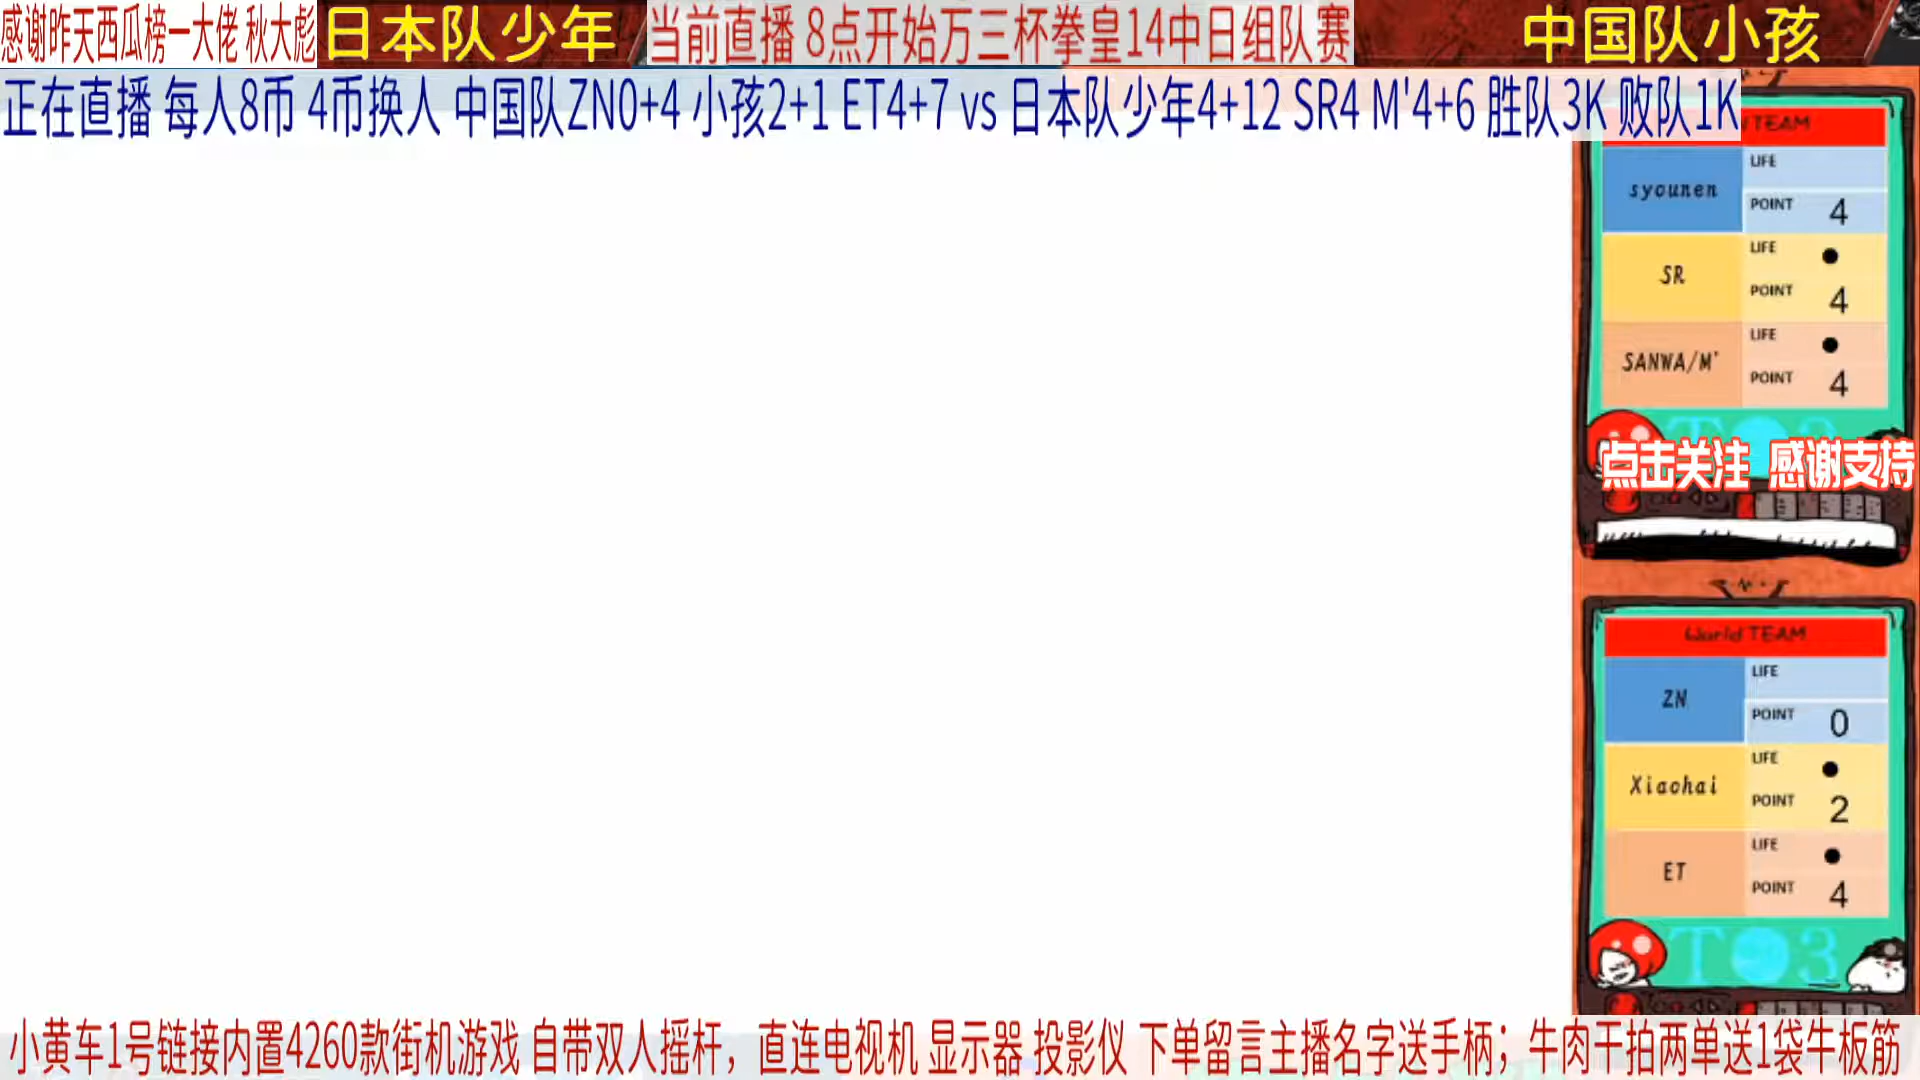 感谢昨天西瓜榜一大佬 秋大彪
日本队少年
当前直播 8点开始万三杯拳皇14中日组队赛
中国队小孩
正在直播 每人8币 4币换人 中国队ZN0+4 小孩2+1 ET4+7 vs 日本队少年4+12 SR4 M'4+6 胜队3K 败队1K
TEAM
syounen
LIFE
POINT 4
SR
LIFE
POINT 4
SANWA/M'
LIFE
POINT 4
点击关注 感谢支持
World TEAM
ZN
LIFE
POINT 0
Xiaohai
LIFE
POINT 2
ET
LIFE
POINT 4
小黄车1号链接内置4260款街机游戏 自带双人摇杆，直连电视机 显示器 投影仪 下单留言主播名字送手柄；牛肉干拍两单送1袋牛板筋